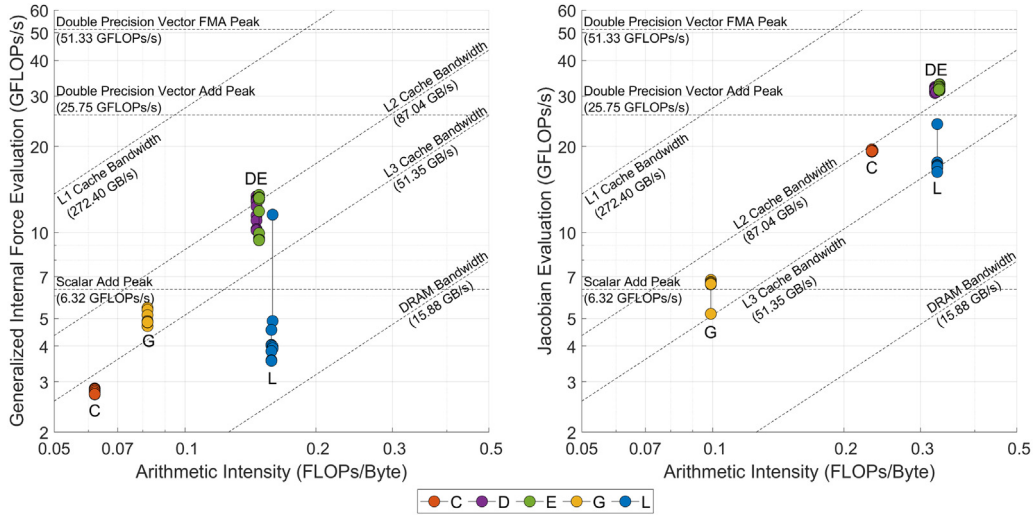 Generalized Internal Force Evaluation (GFLOPs/s)
60
50
40
30
20
10
7
5
4
3
2
Double Precision Vector FMA Peak
(51.33 GFLOPs/s)
Double Precision Vector Add Peak
(25.75 GFLOPs/s)
L1 Cache Bandwidth
(272.40 GB/s)
L2 Cache Bandwidth
(87.04 GB/s)
L3 Cache Bandwidth
(51.35 GB/s)
DE
Scalar Add Peak
(6.32 GFLOPs/s)
DRAM Bandwidth
(15.88 GB/s)
G
L
C
0.05
0.07
0.1
0.2
0.3
0.5
Arithmetic Intensity (FLOPs/Byte)
Jacobian Evaluation (GFLOPs/s)
60
50
40
30
20
10
7
5
4
3
2
Double Precision Vector FMA Peak
(51.33 GFLOPs/s)
DE
Double Precision Vector Add Peak
(25.75 GFLOPs/s)
L1 Cache Bandwidth
(272.40 GB/s)
L2 Cache Bandwidth
(87.04 GB/s)
C
L
Scalar Add Peak
(6.32 GFLOPs/s)
L3 Cache Bandwidth
(51.35 GB/s)
DRAM Bandwidth
(15.88 GB/s)
G
0.05
0.07
0.1
0.2
0.3
0.5
Arithmetic Intensity (FLOPs/Byte)
C D E G L